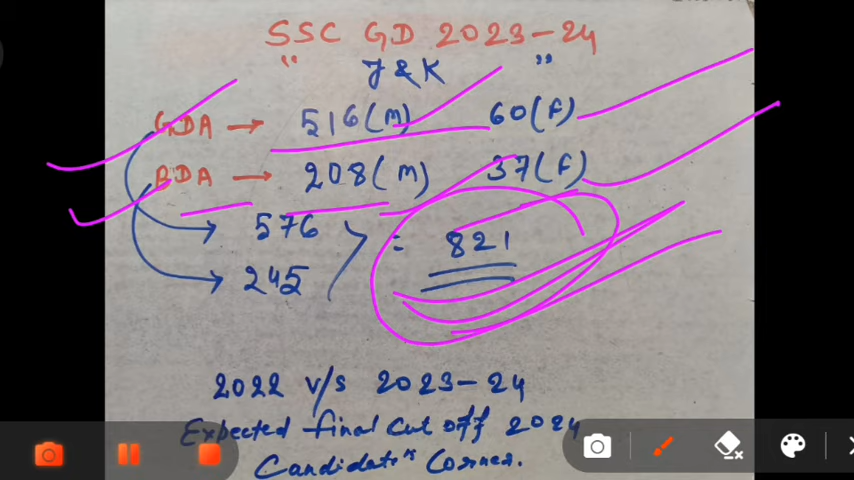 SSC GD 2023-24
" J & K "
GDA → 516(M) 60(F)
BDA → 208(M) 37(F)
576
245
= 821
2022 v/s 2023-24
Expected final cut off 2024
Candidate's Corner.